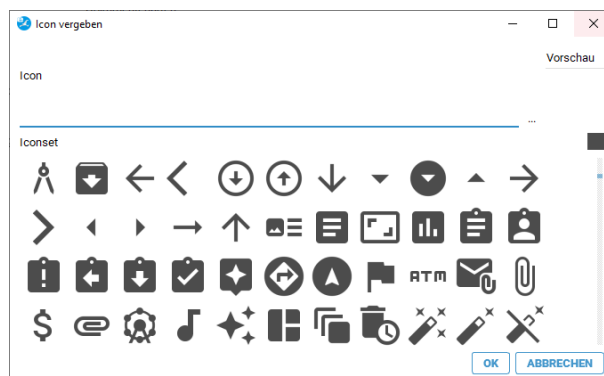 Icon vergeben
Vorschau
Icon
...
Iconset
ATM
$
OK
ABBRECHEN